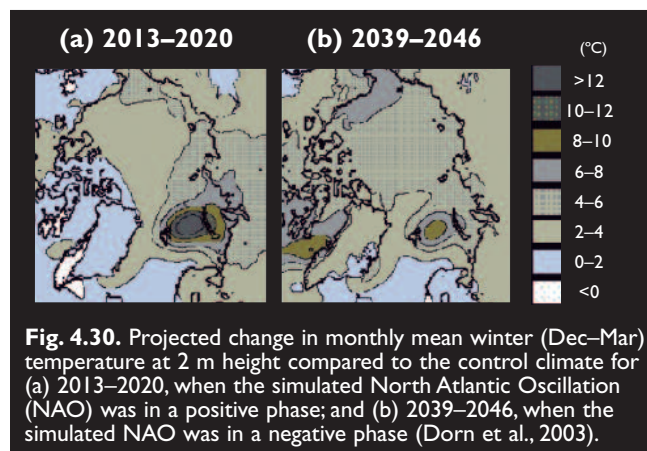 (a) 2013–2020
(b) 2039–2046
(°C)
>12
10–12
8–10
6–8
4–6
2–4
0–2
<0
Fig. 4.30. Projected change in monthly mean winter (Dec–Mar)
temperature at 2 m height compared to the control climate for
(a) 2013–2020, when the simulated North Atlantic Oscillation
(NAO) was in a positive phase; and (b) 2039–2046, when the
simulated NAO was in a negative phase (Dorn et al., 2003).